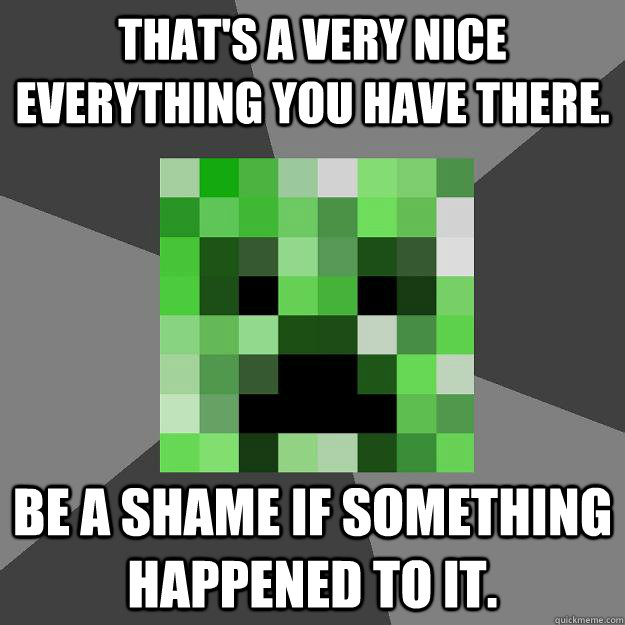 THAT'S A VERY NICE
EVERYTHING YOU HAVE THERE.
BE A SHAME IF SOMETHING
HAPPENED TO IT.
quickmeme.com